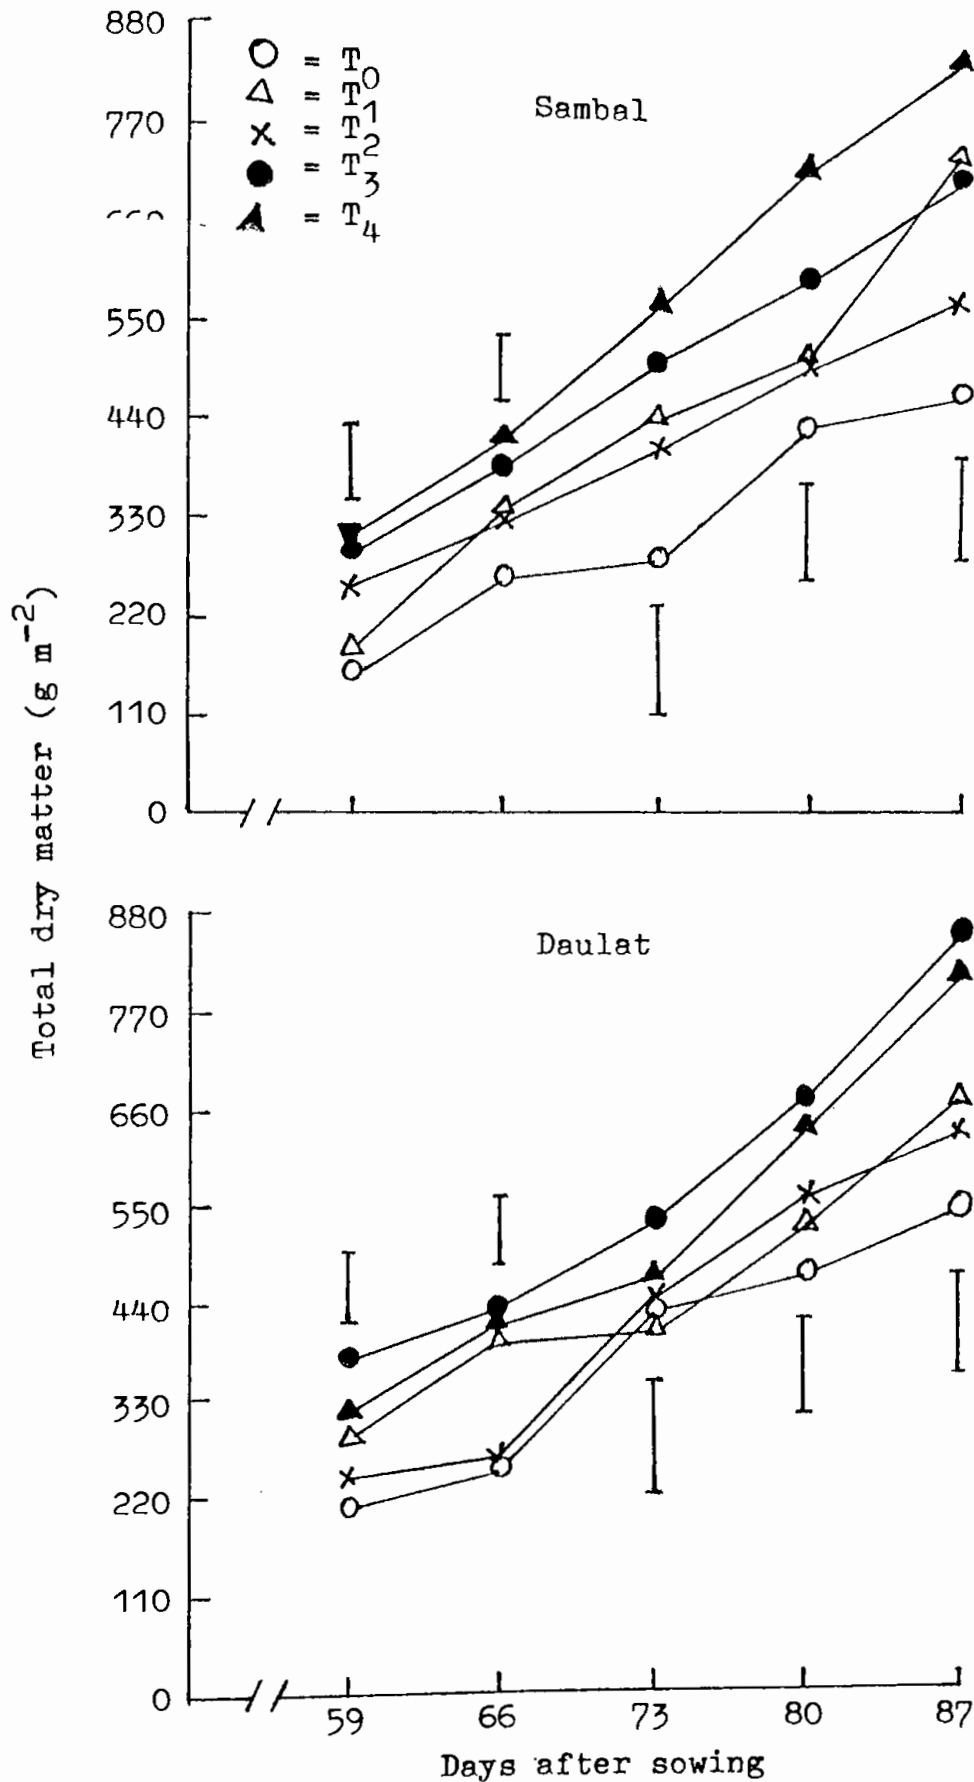 880
770
550
440
330
220
110
0
○ = T₀
△ = T₁
× = T₂
● = T₃
▲ = T₄
Sambal
Total dry matter (g m⁻²)
880
770
660
550
440
330
220
110
0
Daulat
59 66 73 80 87
Days after sowing